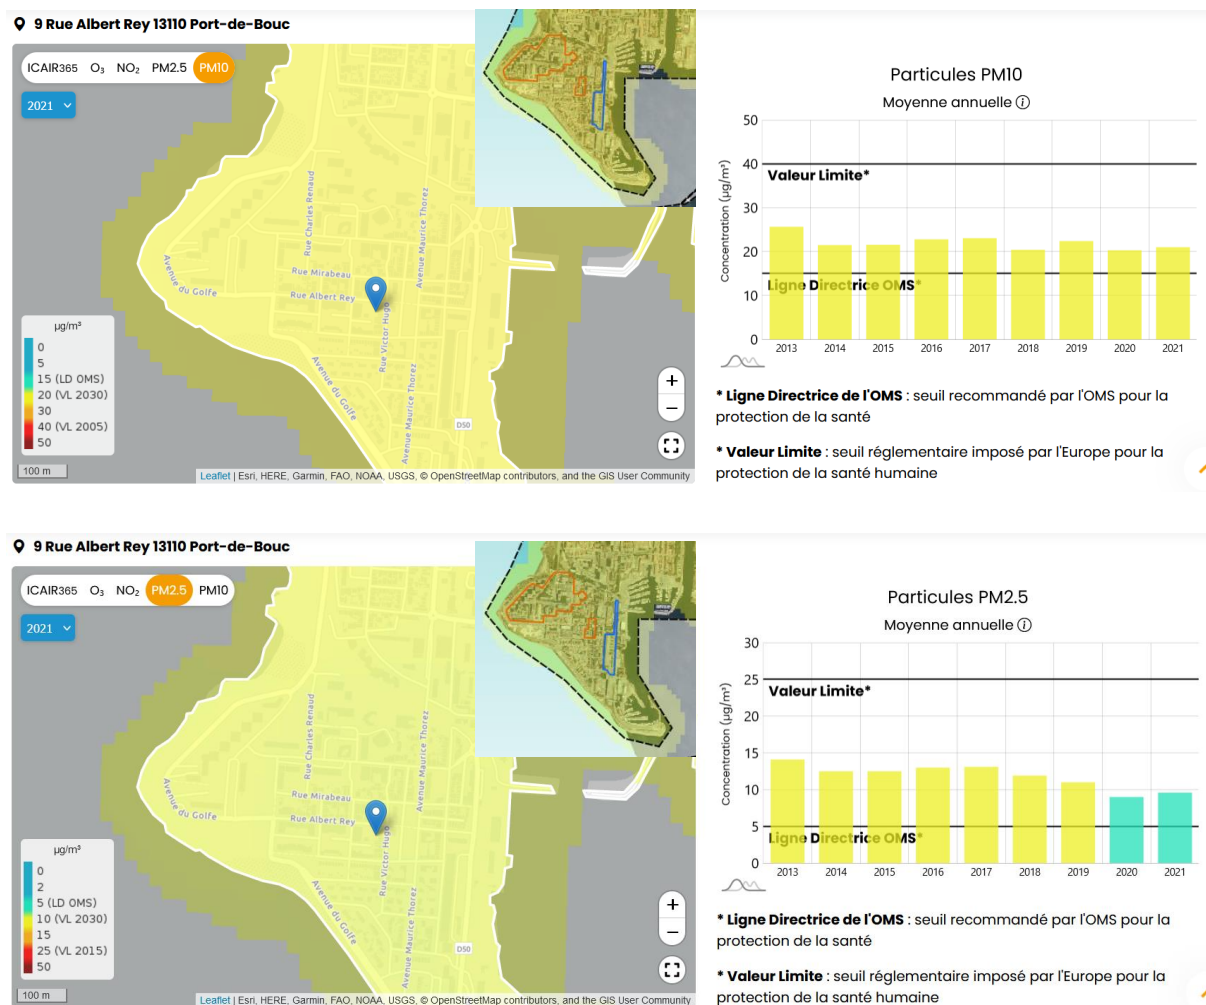 9 Rue Albert Rey 13110 Port-de-Bouc
ICAIR365 O₃ NO₂ PM2.5 PM10
2021
Rue Charles Renaud
Avenue Maurice Thorez
Rue Mirabeau
Rue Albert Rey
Avenue du Golfe
Rue Victor Hugo
Avenue du Golfe
Avenue Maurice Thorez
D50
µg/m³
0
5
15 (LD OMS)
20 (VL 2030)
30
40 (VL 2005)
50
+
−
100 m
Leaflet | Esri, HERE, Garmin, FAO, NOAA, USGS, © OpenStreetMap contributors, and the GIS User Community
Particules PM10
Moyenne annuelle
Concentration (µg/m³)
50
40
30
20
10
0
Valeur Limite*
Ligne Directrice OMS*
2013 2014 2015 2016 2017 2018 2019 2020 2021
* Ligne Directrice de l'OMS : seuil recommandé par l'OMS pour la
protection de la santé
* Valeur Limite : seuil réglementaire imposé par l'Europe pour la
protection de la santé humaine
9 Rue Albert Rey 13110 Port-de-Bouc
ICAIR365 O₃ NO₂ PM2.5 PM10
2021
Rue Charles Renaud
Avenue Maurice Thorez
Rue Mirabeau
Rue Albert Rey
Avenue du Golfe
Rue Victor Hugo
Avenue du Golfe
Avenue Maurice Thorez
D50
µg/m³
0
2
5 (LD OMS)
10 (VL 2030)
15
25 (VL 2015)
50
+
−
100 m
Leaflet | Esri, HERE, Garmin, FAO, NOAA, USGS, © OpenStreetMap contributors, and the GIS User Community
Particules PM2.5
Moyenne annuelle
Concentration (µg/m³)
30
25
20
15
10
5
0
Valeur Limite*
Ligne Directrice OMS*
2013 2014 2015 2016 2017 2018 2019 2020 2021
* Ligne Directrice de l'OMS : seuil recommandé par l'OMS pour la
protection de la santé
* Valeur Limite : seuil réglementaire imposé par l'Europe pour la
protection de la santé humaine